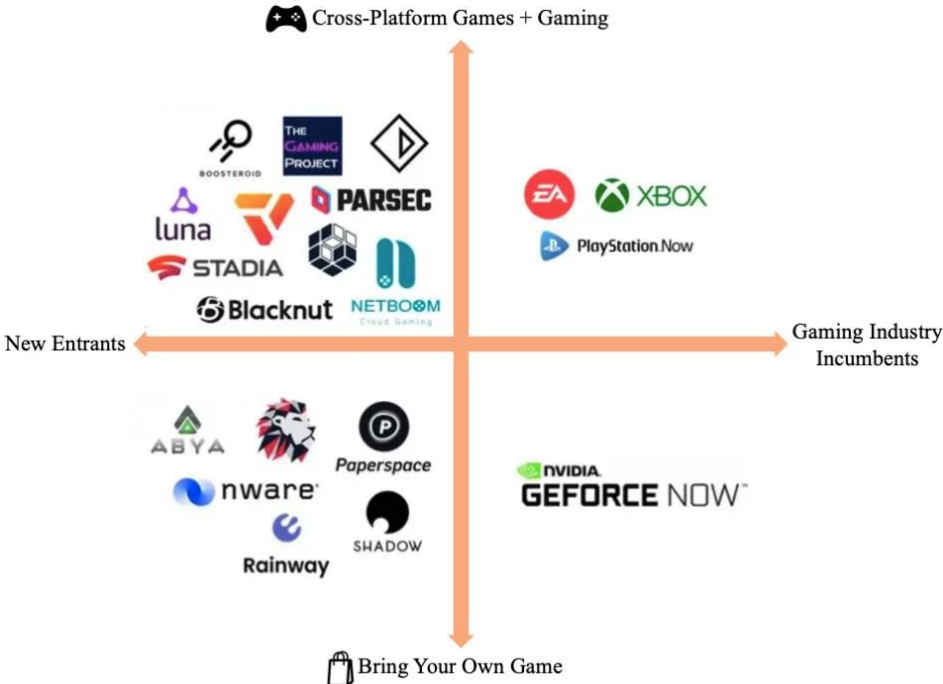 Cross-Platform Games + Gaming
BOOSTEROID
THE
GAMING
PROJECT
PARSEC
luna
STADIA
Blacknut
NETBOOM
Cloud Gaming
EA
XBOX
PlayStation Now
New Entrants
Gaming Industry
Incumbents
ABYA
P
Paperspace
nware
SHADOW
Rainway
NVIDIA
GEFORCE NOW
Bring Your Own Game